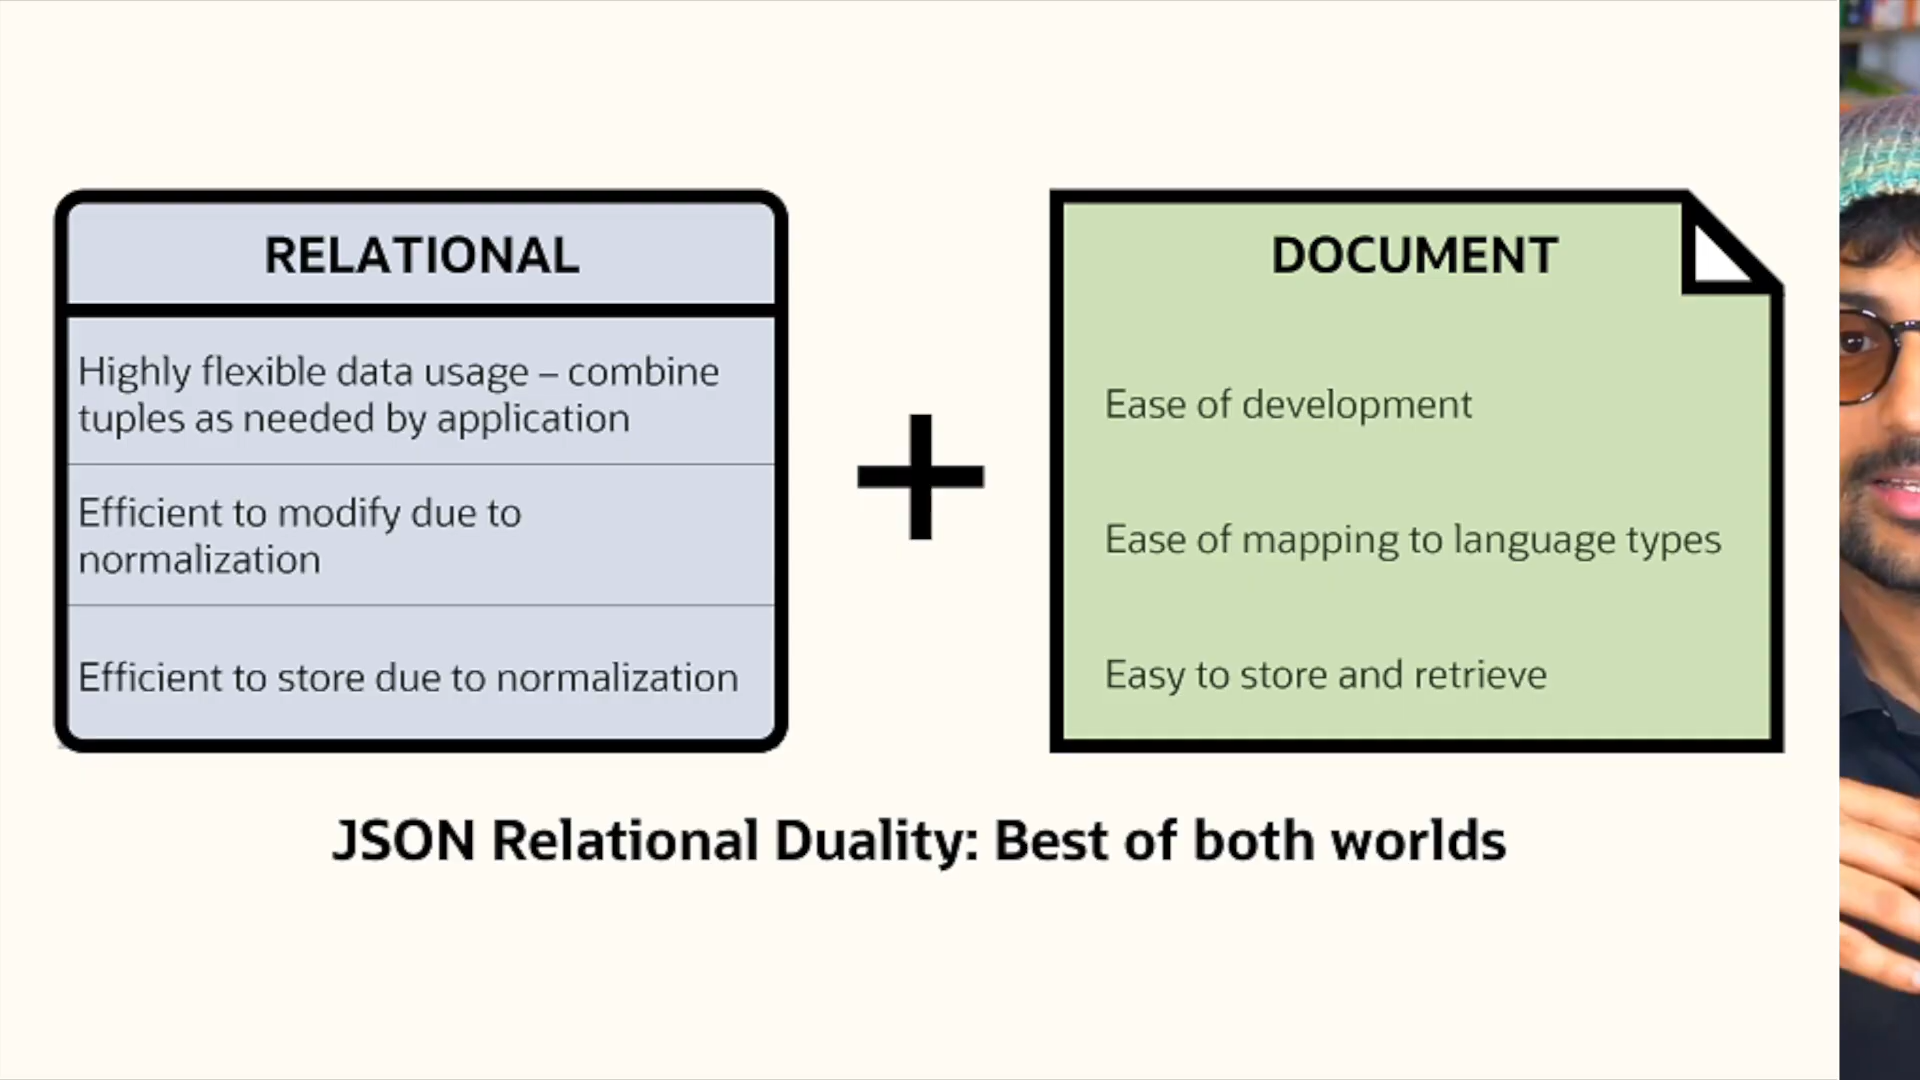 RELATIONAL
Highly flexible data usage – combine
tuples as needed by application
Efficient to modify due to
normalization
Efficient to store due to normalization
DOCUMENT
Ease of development
Ease of mapping to language types
Easy to store and retrieve
JSON Relational Duality: Best of both worlds